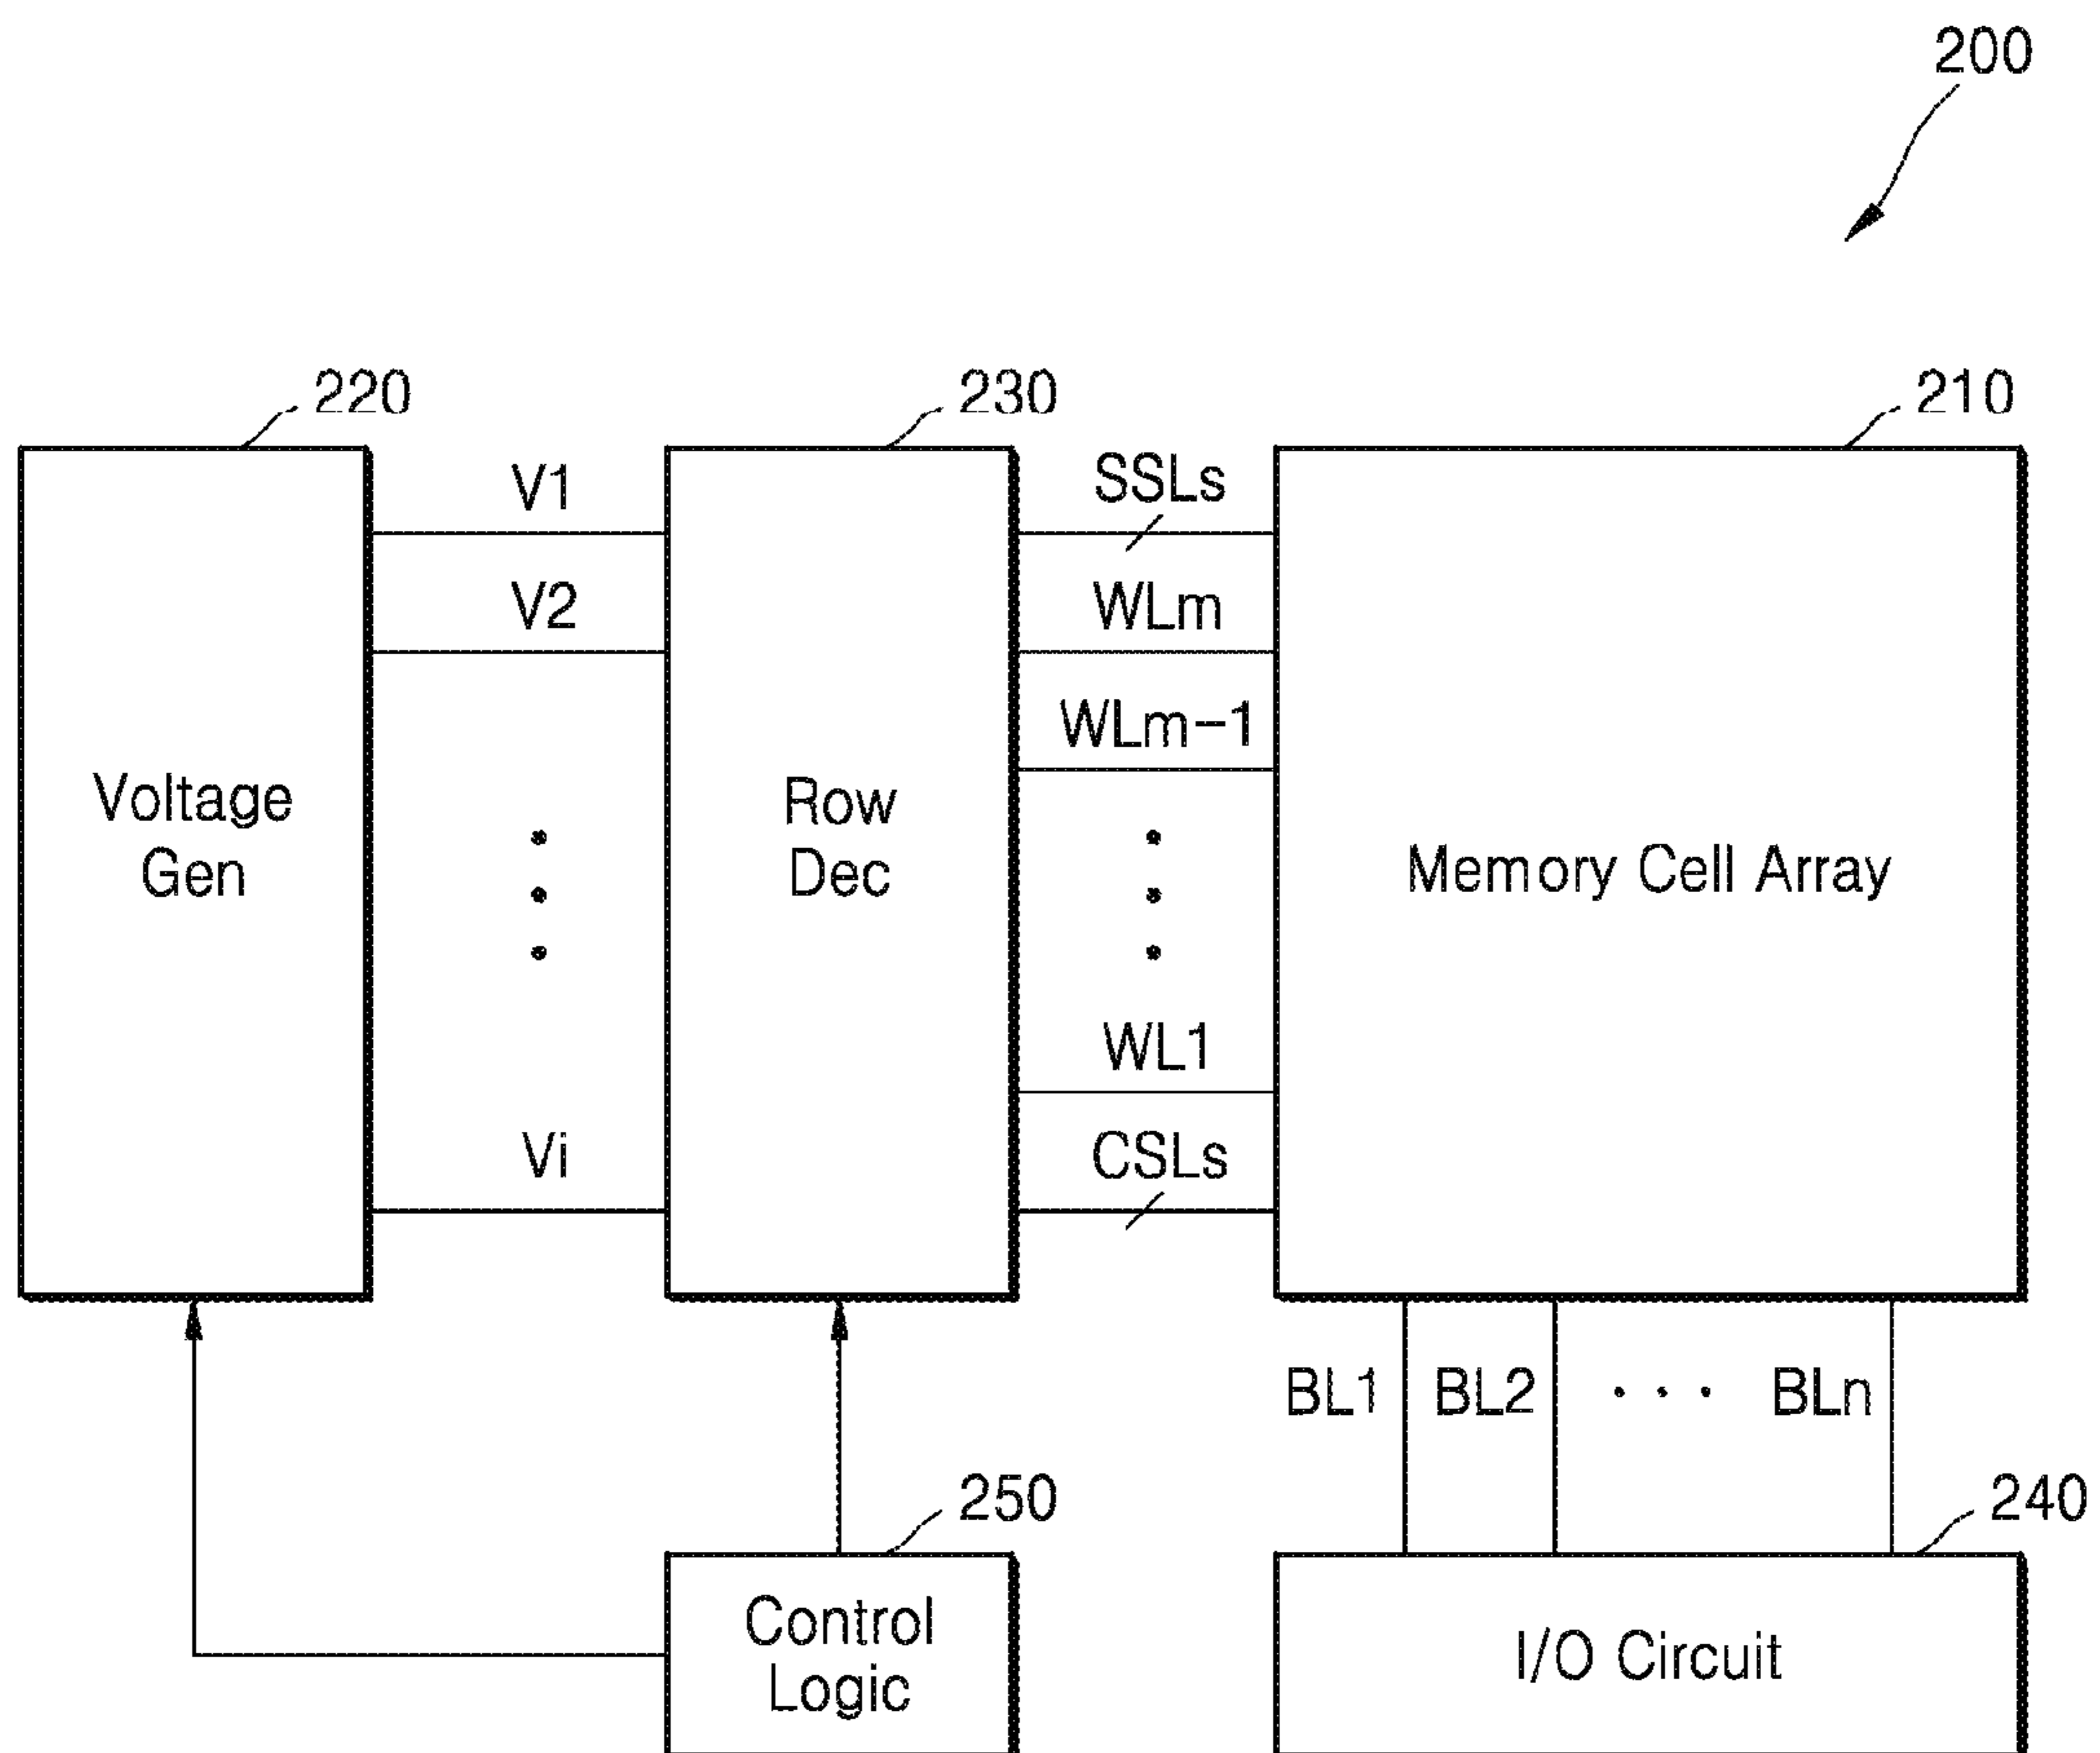 200
220
230
210
V1
SSLs
V2
WLm
WLm-1
Voltage
Gen
Row
Dec
Memory Cell Array
WL1
Vi
CSLs
BL1
BL2
BLn
250
240
Control
Logic
I/O Circuit